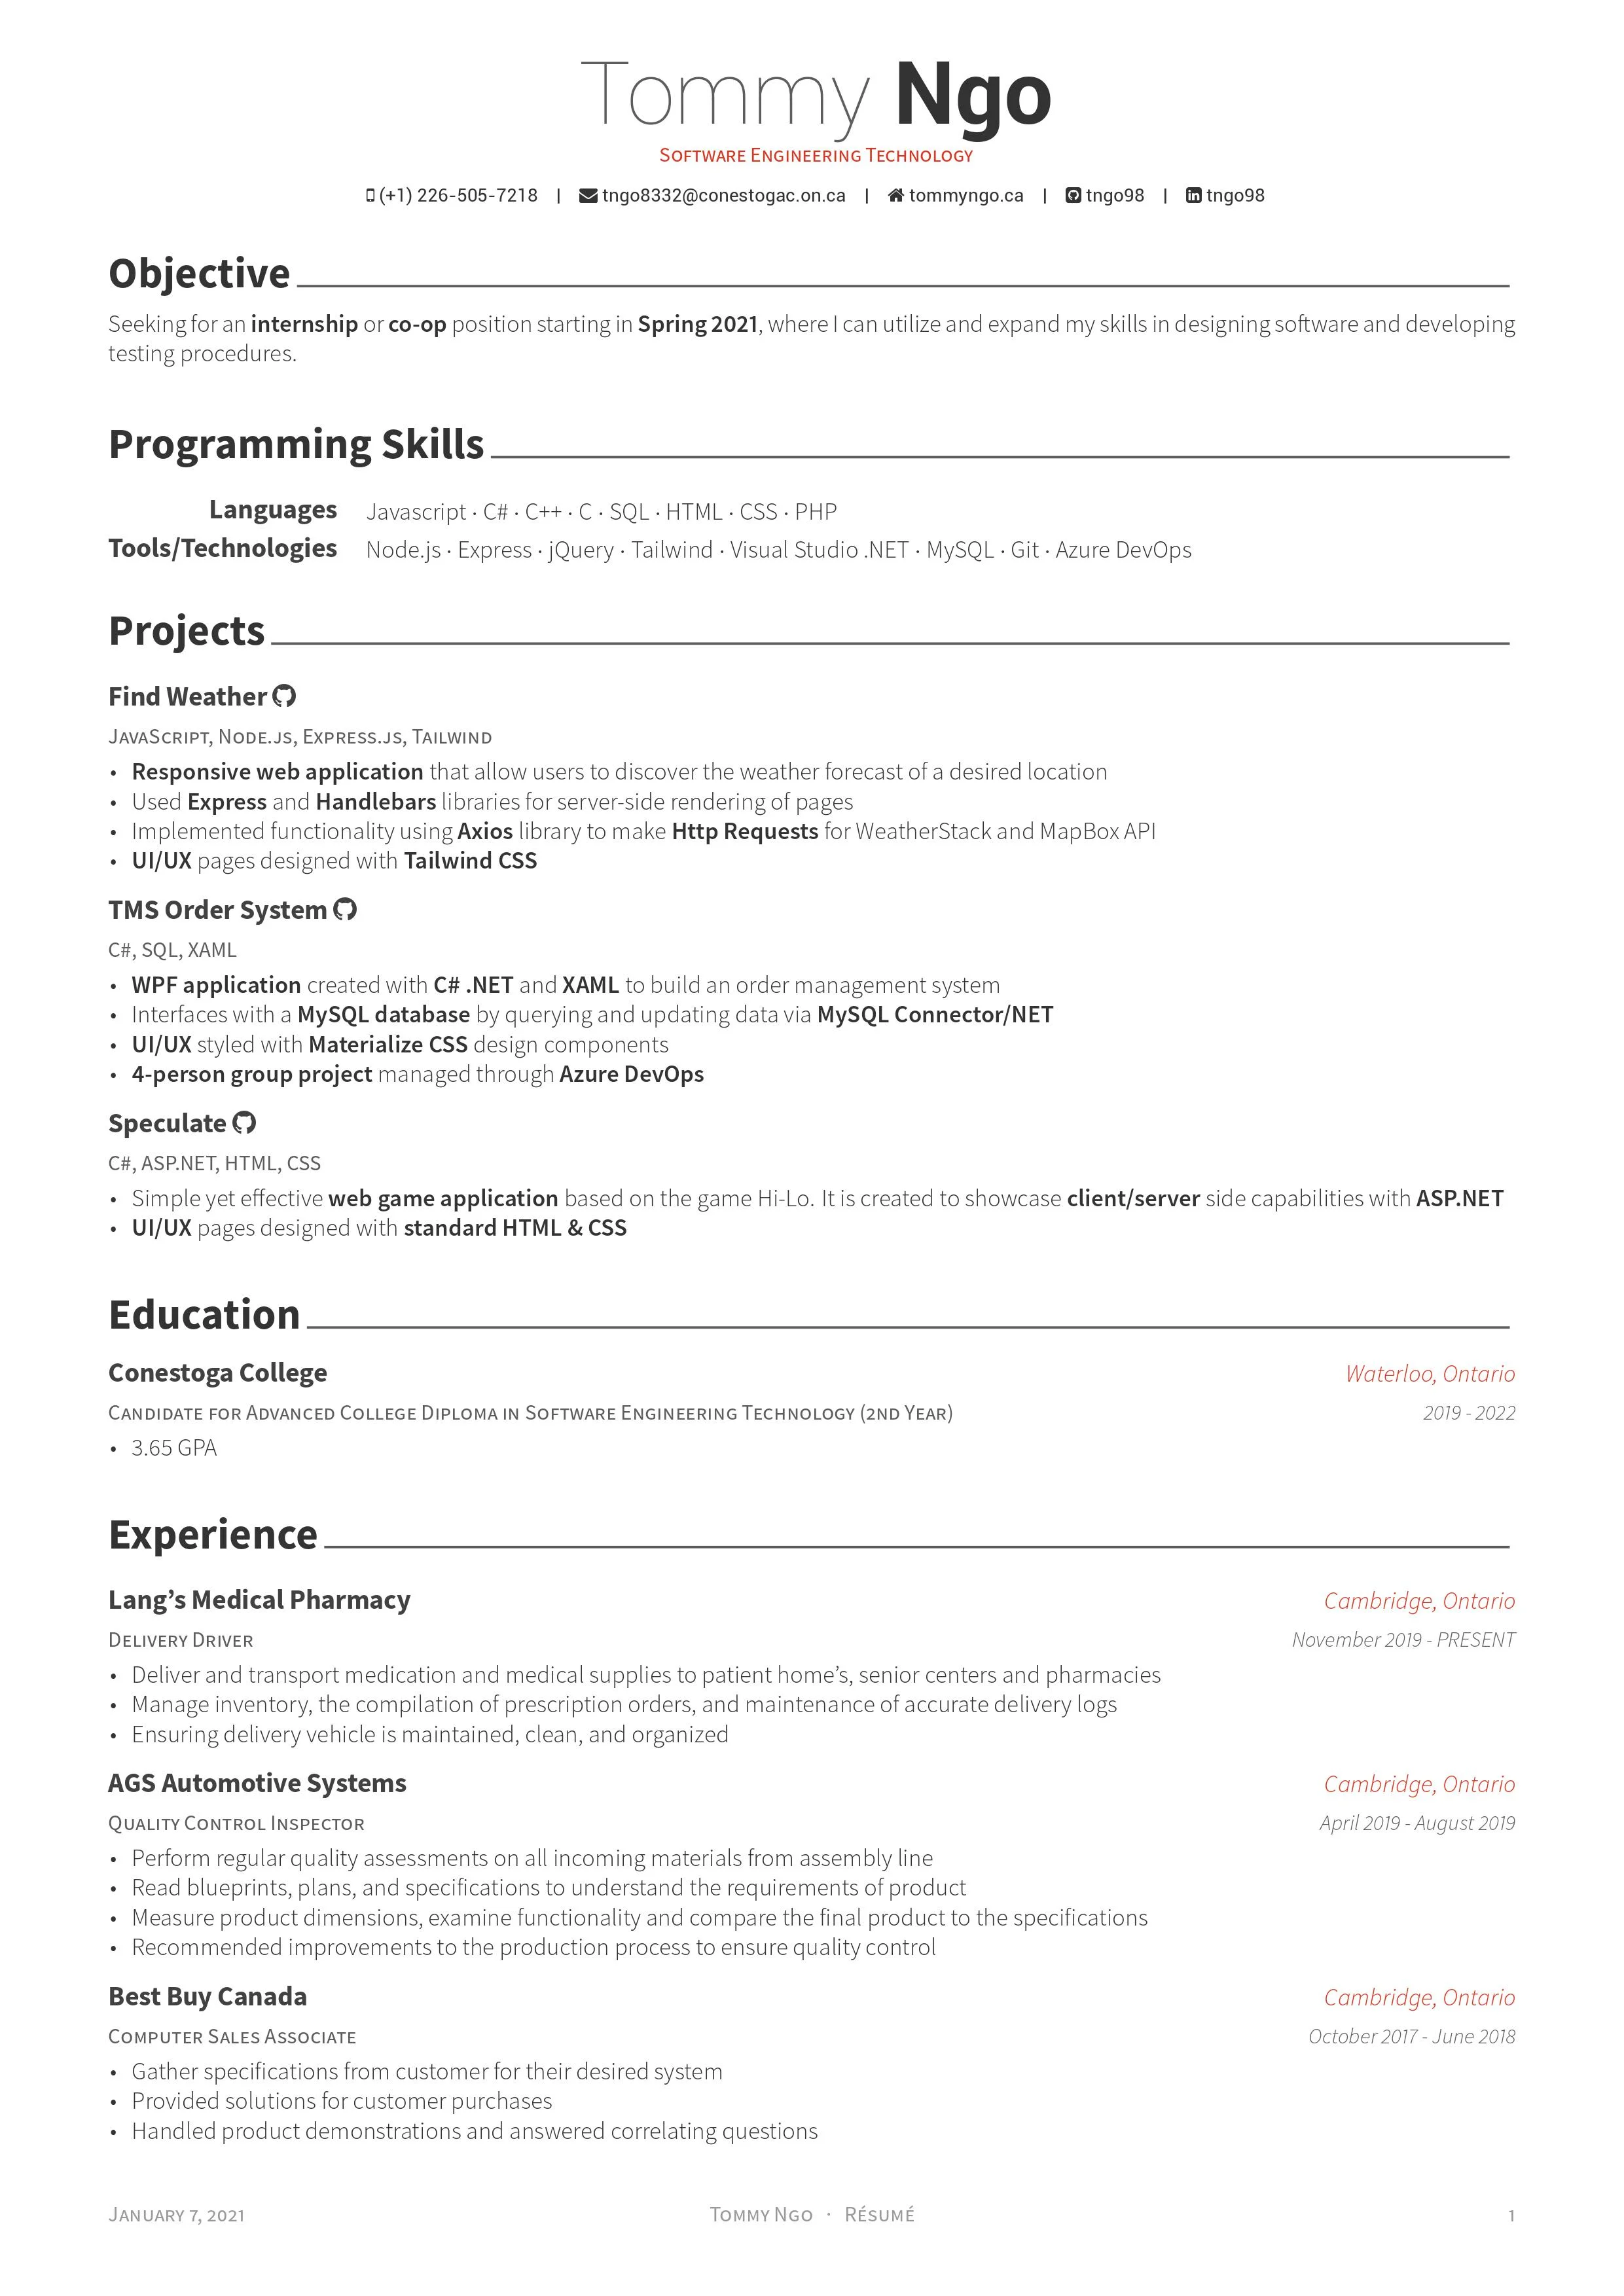 Tommy Ngo
Software Engineering Technology
(+1) 226-505-7218 | tngo8332@conestogac.on.ca | tommyngo.ca | tngo98 | tngo98
Objective
Seeking for an internship or co-op position starting in Spring 2021, where I can utilize and expand my skills in designing software and developing
testing procedures.
Programming Skills
Languages Javascript · C# · C++ · C · SQL · HTML · CSS · PHP
Tools/Technologies Node.js · Express · jQuery · Tailwind · Visual Studio .NET · MySQL · Git · Azure DevOps
Projects
Find Weather
JavaScript, Node.js, Express.js, Tailwind
• Responsive web application that allow users to discover the weather forecast of a desired location
• Used Express and Handlebars libraries for server-side rendering of pages
• Implemented functionality using Axios library to make Http Requests for WeatherStack and MapBox API
• UI/UX pages designed with Tailwind CSS
TMS Order System
C#, SQL, XAML
• WPF application created with C# .NET and XAML to build an order management system
• Interfaces with a MySQL database by querying and updating data via MySQL Connector/NET
• UI/UX styled with Materialize CSS design components
• 4-person group project managed through Azure DevOps
Speculate
C#, ASP.NET, HTML, CSS
• Simple yet effective web game application based on the game Hi-Lo. It is created to showcase client/server side capabilities with ASP.NET
• UI/UX pages designed with standard HTML & CSS
Education
Conestoga College Waterloo, Ontario
Candidate for Advanced College Diploma in Software Engineering Technology (2nd Year) 2019 - 2022
• 3.65 GPA
Experience
Lang's Medical Pharmacy Cambridge, Ontario
Delivery Driver November 2019 - PRESENT
• Deliver and transport medication and medical supplies to patient home's, senior centers and pharmacies
• Manage inventory, the compilation of prescription orders, and maintenance of accurate delivery logs
• Ensuring delivery vehicle is maintained, clean, and organized
AGS Automotive Systems Cambridge, Ontario
Quality Control Inspector April 2019 - August 2019
• Perform regular quality assessments on all incoming materials from assembly line
• Read blueprints, plans, and specifications to understand the requirements of product
• Measure product dimensions, examine functionality and compare the final product to the specifications
• Recommended improvements to the production process to ensure quality control
Best Buy Canada Cambridge, Ontario
Computer Sales Associate October 2017 - June 2018
• Gather specifications from customer for their desired system
• Provided solutions for customer purchases
• Handled product demonstrations and answered correlating questions
January 7, 2021 Tommy Ngo · Résumé 1